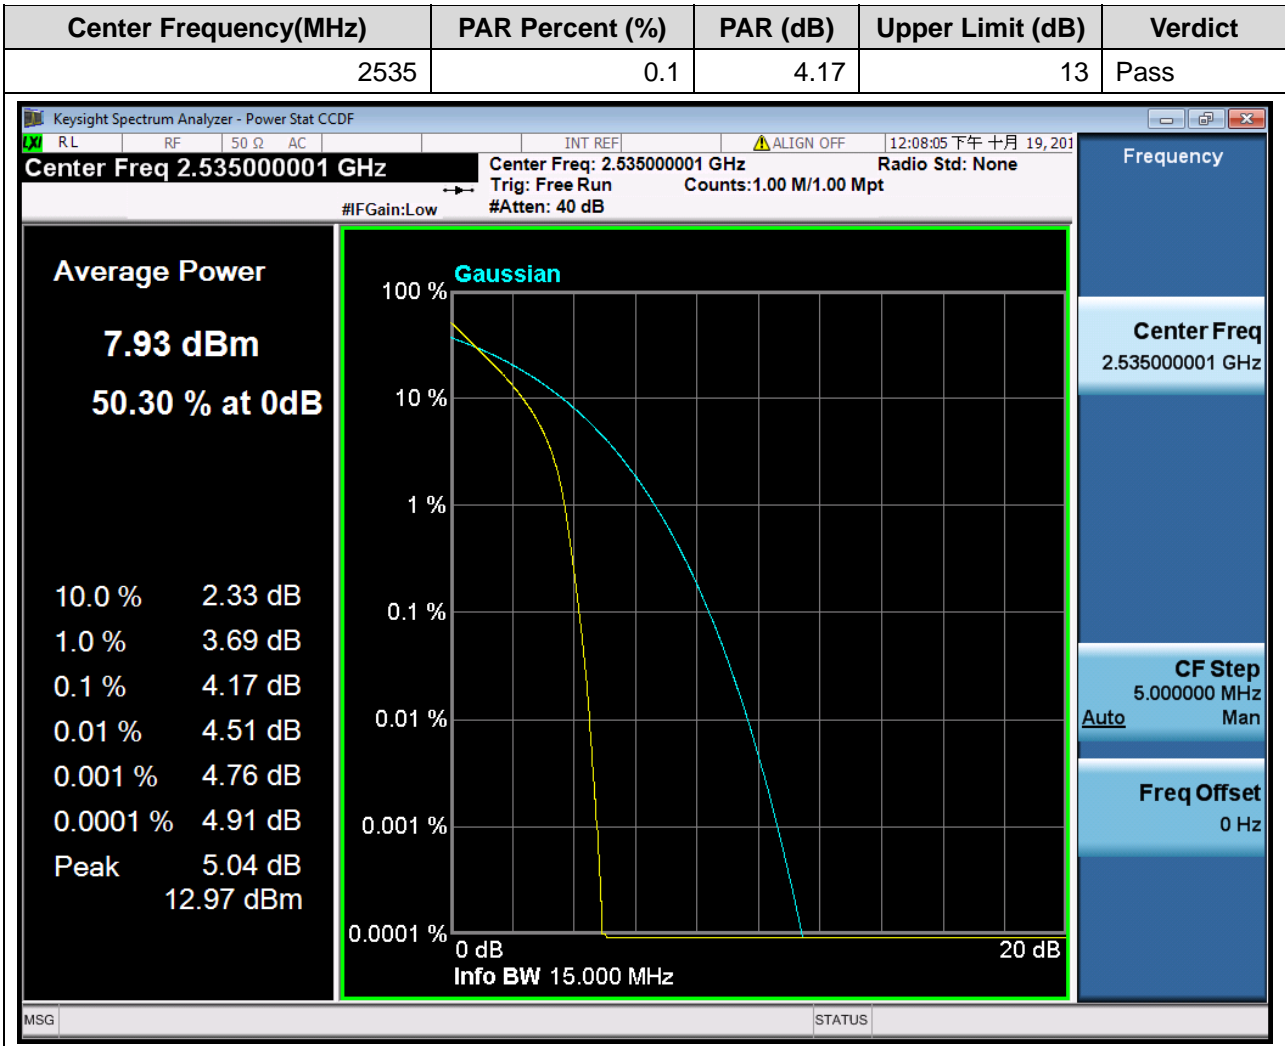 Center Frequency(MHz) PAR Percent (%) PAR (dB) Upper Limit (dB) Verdict
2535 0.1 4.17 13 Pass
Keysight Spectrum Analyzer - Power Stat CCDF
LXI RL RF 50 Ω AC INT REF ALIGN OFF 12:08:05下午 十月 19, 201
Center Freq 2.535000001 GHz
#IFGain:Low
Center Freq: 2.535000001 GHz Radio Std: None
Trig: Free Run Counts:1.00 M/1.00 Mpt
#Atten: 40 dB
Average Power
7.93 dBm
50.30 % at 0dB
10.0 % 2.33 dB
1.0 % 3.69 dB
0.1 % 4.17 dB
0.01 % 4.51 dB
0.001 % 4.76 dB
0.0001 % 4.91 dB
Peak 5.04 dB
12.97 dBm
Gaussian
100 %
10 %
1 %
0.1 %
0.01 %
0.001 %
0.0001 %
0 dB 20 dB
Info BW 15.000 MHz
Frequency
Center Freq
2.535000001 GHz
CF Step
5.000000 MHz
Auto Man
Freq Offset
0 Hz
MSG STATUS